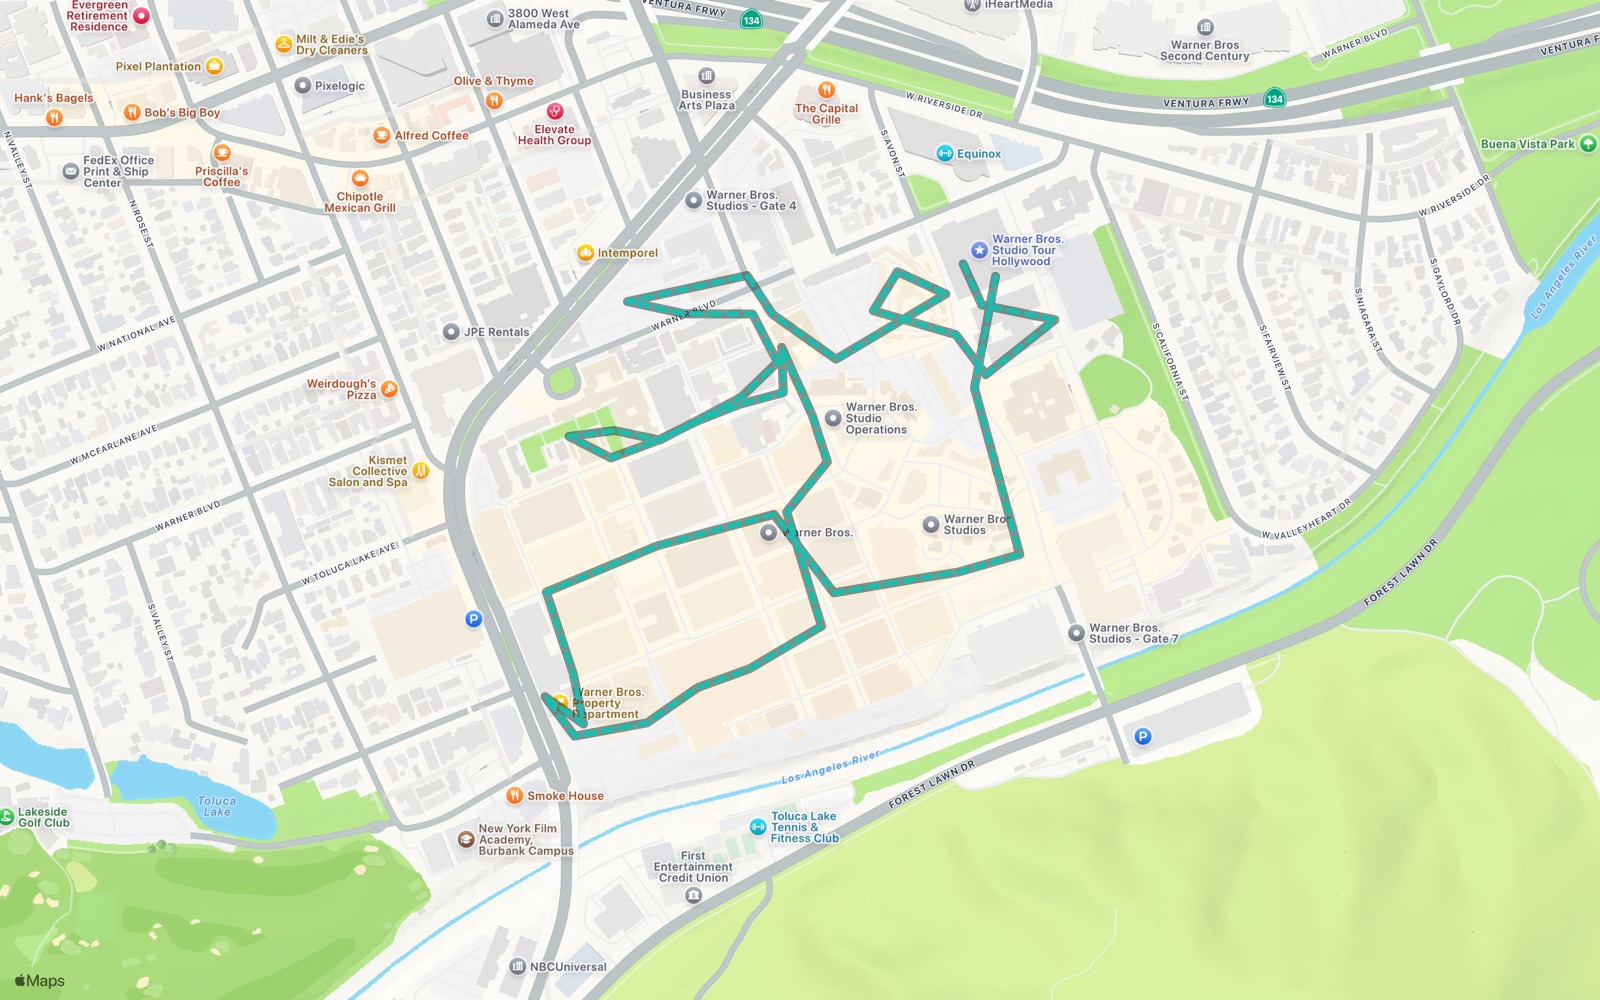 Evergreen
Retirement
Residence
Milt & Edie's
Dry Cleaners
3800 West
Alameda Ave
VENTURA FRWY
134
iHeartMedia
Warner Bros
Second Century
WARNER BLVD
VENTURA F
Pixel Plantation
Pixelogic
Olive & Thyme
Business
Arts Plaza
The Capital
Grille
W RIVERSIDE DR
VENTURA FRWY
134
Hank's Bagels
Bob's Big Boy
Alfred Coffee
Elevate
Health Group
S AVON ST
Equinox
Buena Vista Park
N VALLEY ST
FedEx Office
Print & Ship
Center
Priscilla's
Coffee
Chipotle
Mexican Grill
Warner Bros.
Studios - Gate 4
W RIVERSIDE DR
N ROSE ST
Intemporel
Warner Bros.
Studio Tour
Hollywood
Los Angeles River
S GAYLORD DR
S NIAGARA ST
S FAIRVIEW ST
S CALIFORNIA ST
W NATIONAL AVE
JPE Rentals
WARNER BLVD
Weirdough's
Pizza
Warner Bros.
Studio
Operations
W MCFARLANE AVE
Kismet
Collective
Salon and Spa
WARNER BLVD
Warner Bros.
Warner Bro
Studios
W VALLEYHEART DR
W TOLUCA LAKE AVE
FOREST LAWN DR
S VALLEY ST
P
Warner Bros.
Studios - Gate 7
Warner Bros.
Property
Department
P
Los Angeles River
FOREST LAWN DR
Toluca
Lake
Smoke House
Lakeside
Golf Club
New York Film
Academy,
Burbank Campus
Toluca Lake
Tennis &
Fitness Club
First
Entertainment
Credit Union
NBCUniversal
Maps